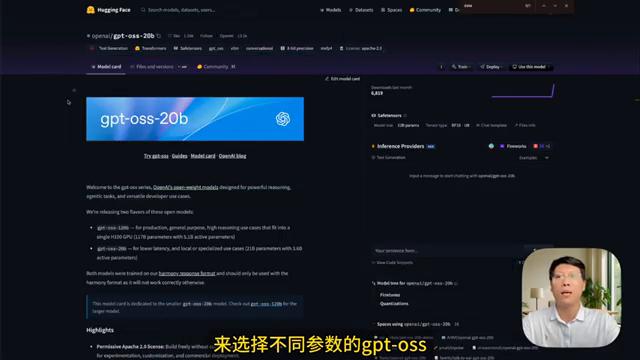 Hugging Face
Search models, datasets, users...
Models
Datasets
Spaces
Community
openai/gpt-oss-20b
Text Generation
Transformers
Safetensors
gpt_oss
vllm
conversational
8-bit precision
mxfp4
License: apache-2.0
Model card
Files and versions
Community
Train
Deploy
Use this model
Edit model card
Downloads last month
6,819
gpt-oss-20b
Safetensors
Model size
Tensor type
BF16
U8
Chat template
Files info
Inference Providers
NEW
Fireworks
Text Generation
Examples
Input a message to start chatting with openai/gpt-oss-20b.
Try gpt-oss · Guides · Model card · OpenAI blog
Welcome to the gpt-oss series, OpenAI's open-weight models designed for powerful reasoning,
agentic tasks, and versatile developer use cases.
We're releasing two flavors of these open models:
gpt-oss-120b — for production, general purpose, high reasoning use cases that fit into a
single H100 GPU (117B parameters with 5.1B active parameters)
gpt-oss-20b — for lower latency, and local or specialized use cases (21B parameters with 3.6B
active parameters)
Both models were trained on our harmony response format and should only be used with the
harmony format as it will not work correctly otherwise.
This model card is dedicated to the smaller gpt-oss-20b model. Check out gpt-oss-120b for the
larger model.
Highlights
Permissive Apache 2.0 license: Build freely without
for experimentation, customization, and commercial deployment.
Your sentence here...
View Code Snippets
Model tree for openai/gpt-oss-20b
Finetunes
Quantizations
Spaces using openai/gpt-oss-20b
来选择不同参数的gpt-oss